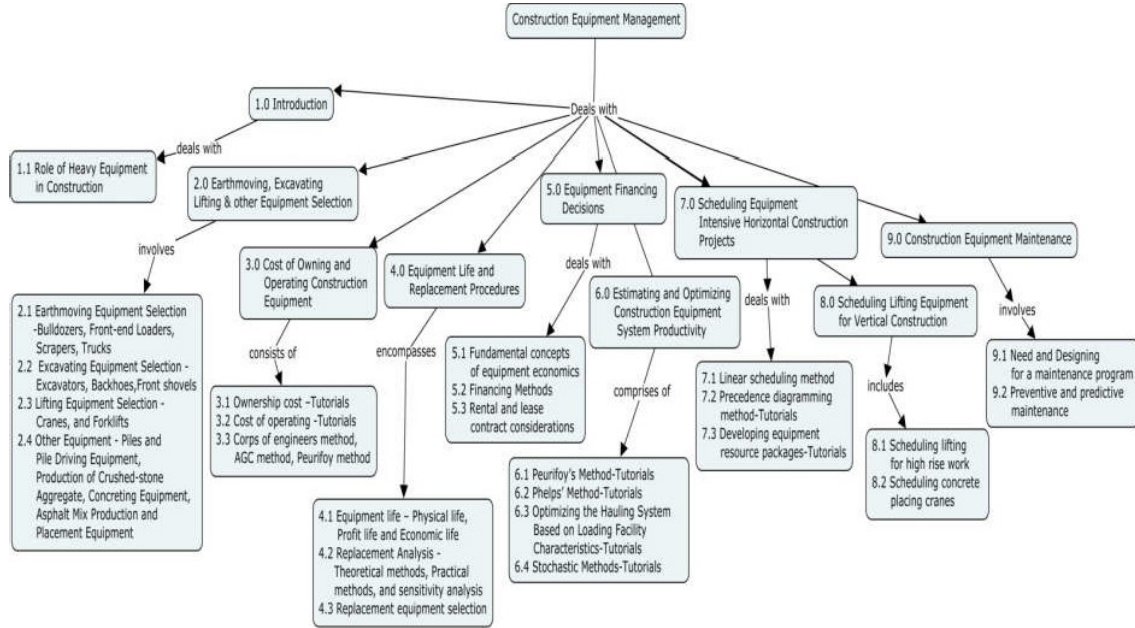 Construction Equipment Management
Deals with
1.0 Introduction
deals with
1.1 Role of Heavy Equipment
in Construction
2.0 Earthmoving, Excavating
Lifting & other Equipment Selection
involves
2.1 Earthmoving Equipment Selection
-Bulldozers, Front-end Loaders,
Scrapers, Trucks
2.2 Excavating Equipment Selection -
Excavators, Backhoes,Front shovels
2.3 Lifting Equipment Selection -
Cranes, and Forklifts
2.4 Other Equipment - Piles and
Pile Driving Equipment,
Production of Crushed-stone
Aggregate, Concreting Equipment,
Asphalt Mix Production and
Placement Equipment
3.0 Cost of Owning and
Operating Construction
Equipment
consists of
3.1 Ownership cost -Tutorials
3.2 Cost of operating -Tutorials
3.3 Corps of engineers method,
AGC method, Peurifoy method
4.0 Equipment Life and
Replacement Procedures
encompasses
4.1 Equipment life – Physical life,
Profit life and Economic life
4.2 Replacement Analysis -
Theoretical methods, Practical
methods, and sensitivity analysis
4.3 Replacement equipment selection
5.0 Equipment Financing
Decisions
deals with
5.1 Fundamental concepts
of equipment economics
5.2 Financing Methods
5.3 Rental and lease
contract considerations
6.0 Estimating and Optimizing
Construction Equipment
System Productivity
comprises of
6.1 Peurifoy's Method-Tutorials
6.2 Phelps' Method-Tutorials
6.3 Optimizing the Hauling System
Based on Loading Facility
Characteristics-Tutorials
6.4 Stochastic Methods-Tutorials
7.0 Scheduling Equipment
Intensive Horizontal Construction
Projects
deals with
7.1 Linear scheduling method
7.2 Precedence diagramming
method-Tutorials
7.3 Developing equipment
resource packages-Tutorials
8.0 Scheduling Lifting Equipment
for Vertical Construction
includes
8.1 Scheduling lifting
for high rise work
8.2 Scheduling concrete
placing cranes
9.0 Construction Equipment Maintenance
involves
9.1 Need and Designing
for a maintenance program
9.2 Preventive and predictive
maintenance